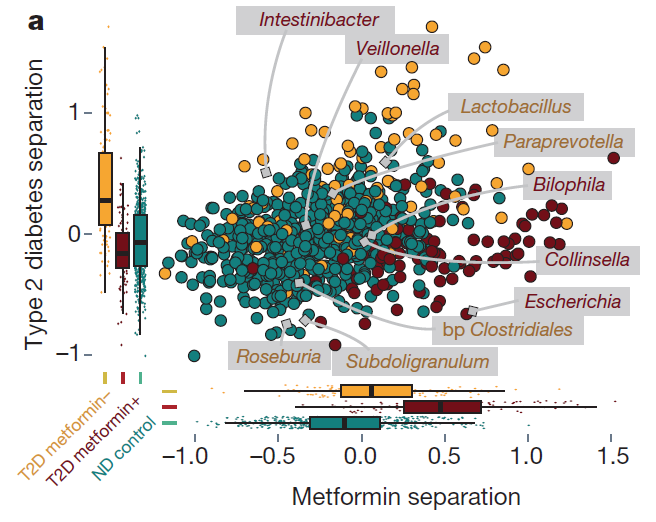 a
Intestinibacter
Veillonella
Lactobacillus
Paraprevotella
Bilophila
Collinsella
Escherichia
bp Clostridiales
Roseburia
Subdoligranulum
Type 2 diabetes separation
1
0
−1
T2D metformin−
T2D metformin+
ND control
−1.0
−0.5
0.0
0.5
1.0
1.5
Metformin separation